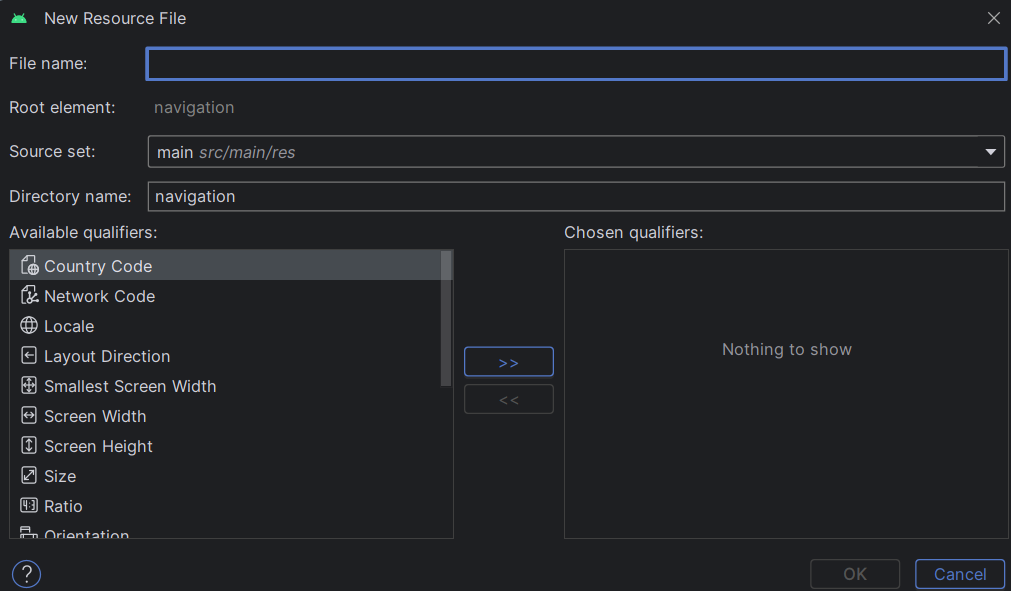 New Resource File
File name:
Root element: navigation
Source set: main src/main/res
Directory name: navigation
Available qualifiers:
Country Code
Network Code
Locale
Layout Direction
Smallest Screen Width
Screen Width
Screen Height
Size
Ratio
Orientation
>>
<<
Chosen qualifiers:
Nothing to show
?
OK
Cancel